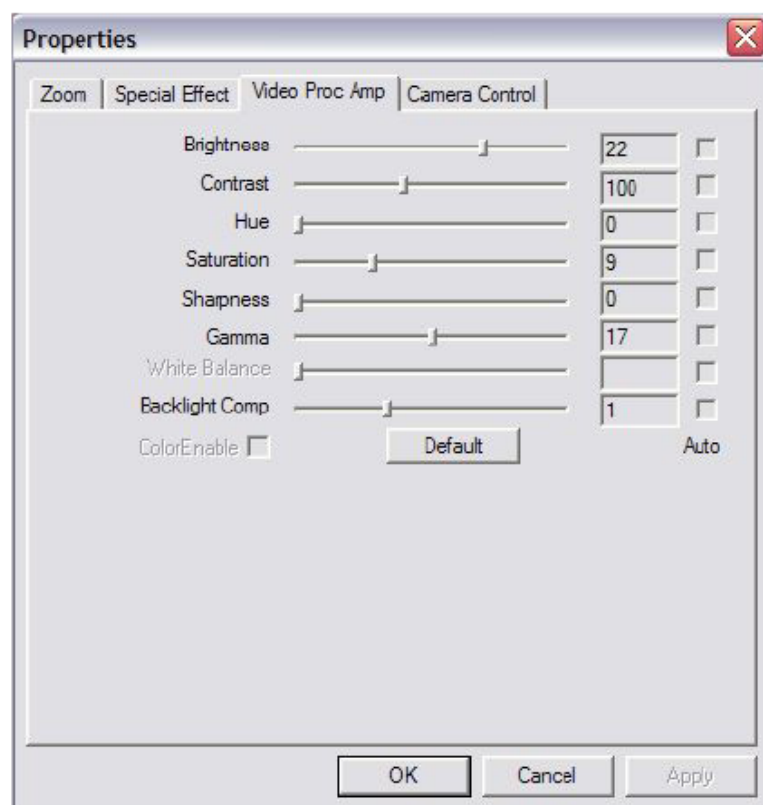 Properties
Zoom Special Effect Video Proc Amp Camera Control
Brightness 22
Contrast 100
Hue 0
Saturation 9
Sharpness 0
Gamma 17
White Balance
Backlight Comp 1
ColorEnable Default Auto
OK Cancel Apply